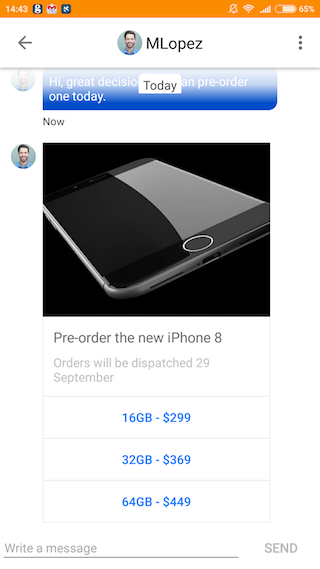 14:43
65%
MLopez
Hi, great decision an pre-order
Today
one today.
Now
Pre-order the new iPhone 8
Orders will be dispatched 29
September
16GB - $299
32GB - $369
64GB - $449
Write a message
SEND